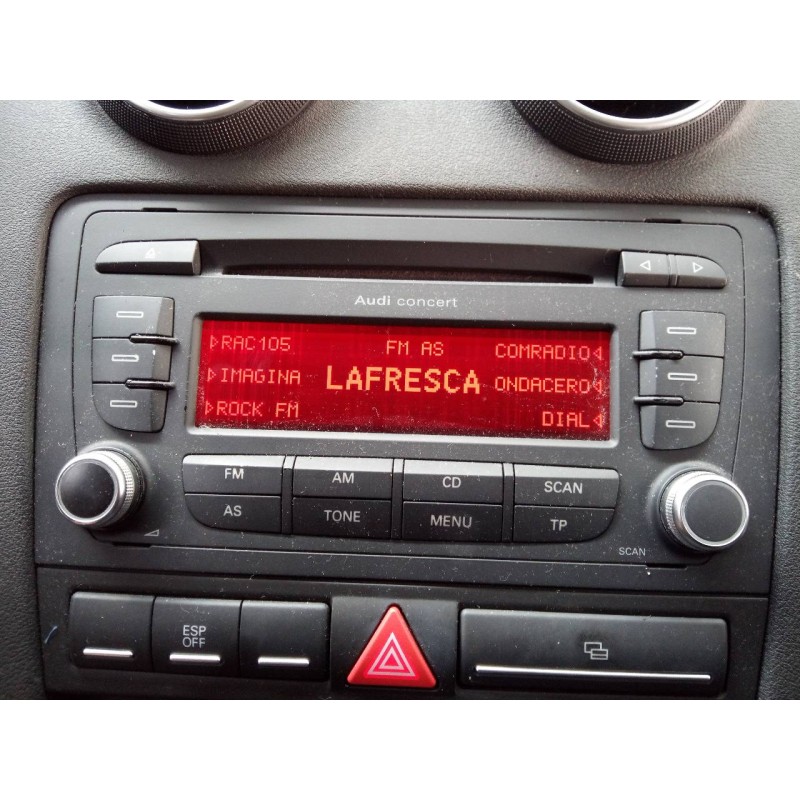 Audi concert
RAC105 FM AS COMRADIO
IMAGINA LAFRESCA ONDACERO
ROCK FM DIAL
FM AM CD SCAN
AS TONE MENU TP
SCAN
ESP
OFF